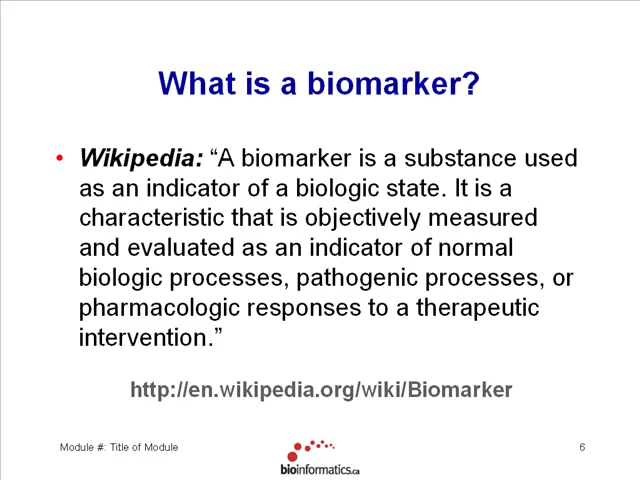 What is a biomarker?
• Wikipedia: “A biomarker is a substance used
as an indicator of a biologic state. It is a
characteristic that is objectively measured
and evaluated as an indicator of normal
biologic processes, pathogenic processes, or
pharmacologic responses to a therapeutic
intervention.”
http://en.wikipedia.org/wiki/Biomarker
Module #: Title of Module
bioinformatics.ca
6